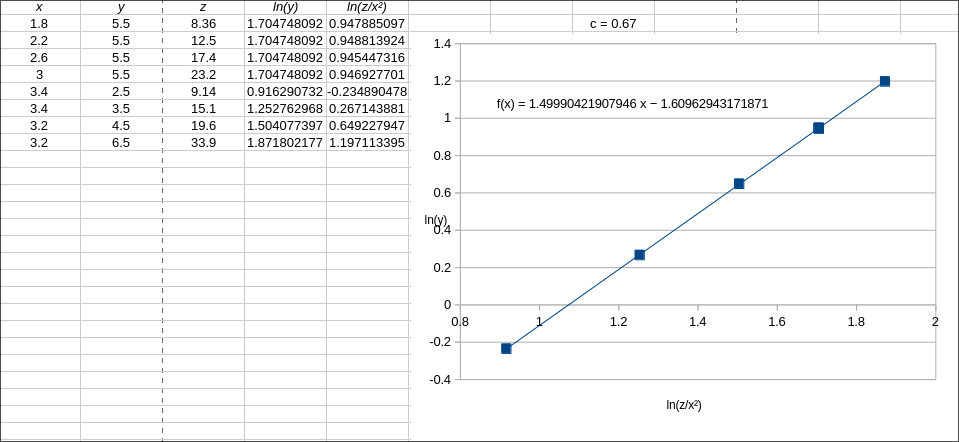 x y z ln(y) ln(z/x²)
1.8 5.5 8.36 1.704748092 0.947885097 c = 0.67
2.2 5.5 12.5 1.704748092 0.948813924
2.6 5.5 17.4 1.704748092 0.945447316
3 5.5 23.2 1.704748092 0.946927701
3.4 2.5 9.14 0.916290732 -0.234890478
3.4 3.5 15.1 1.252762968 0.267143881
3.2 4.5 19.6 1.504077397 0.649227947
3.2 6.5 33.9 1.871802177 1.197113395
1.4
1.2
f(x) = 1.49990421907946 x − 1.60962943171871
1
0.8
0.6
ln(y)
0.4
0.2
0
0.8 1 1.2 1.4 1.6 1.8 2
-0.2
-0.4
ln(z/x²)